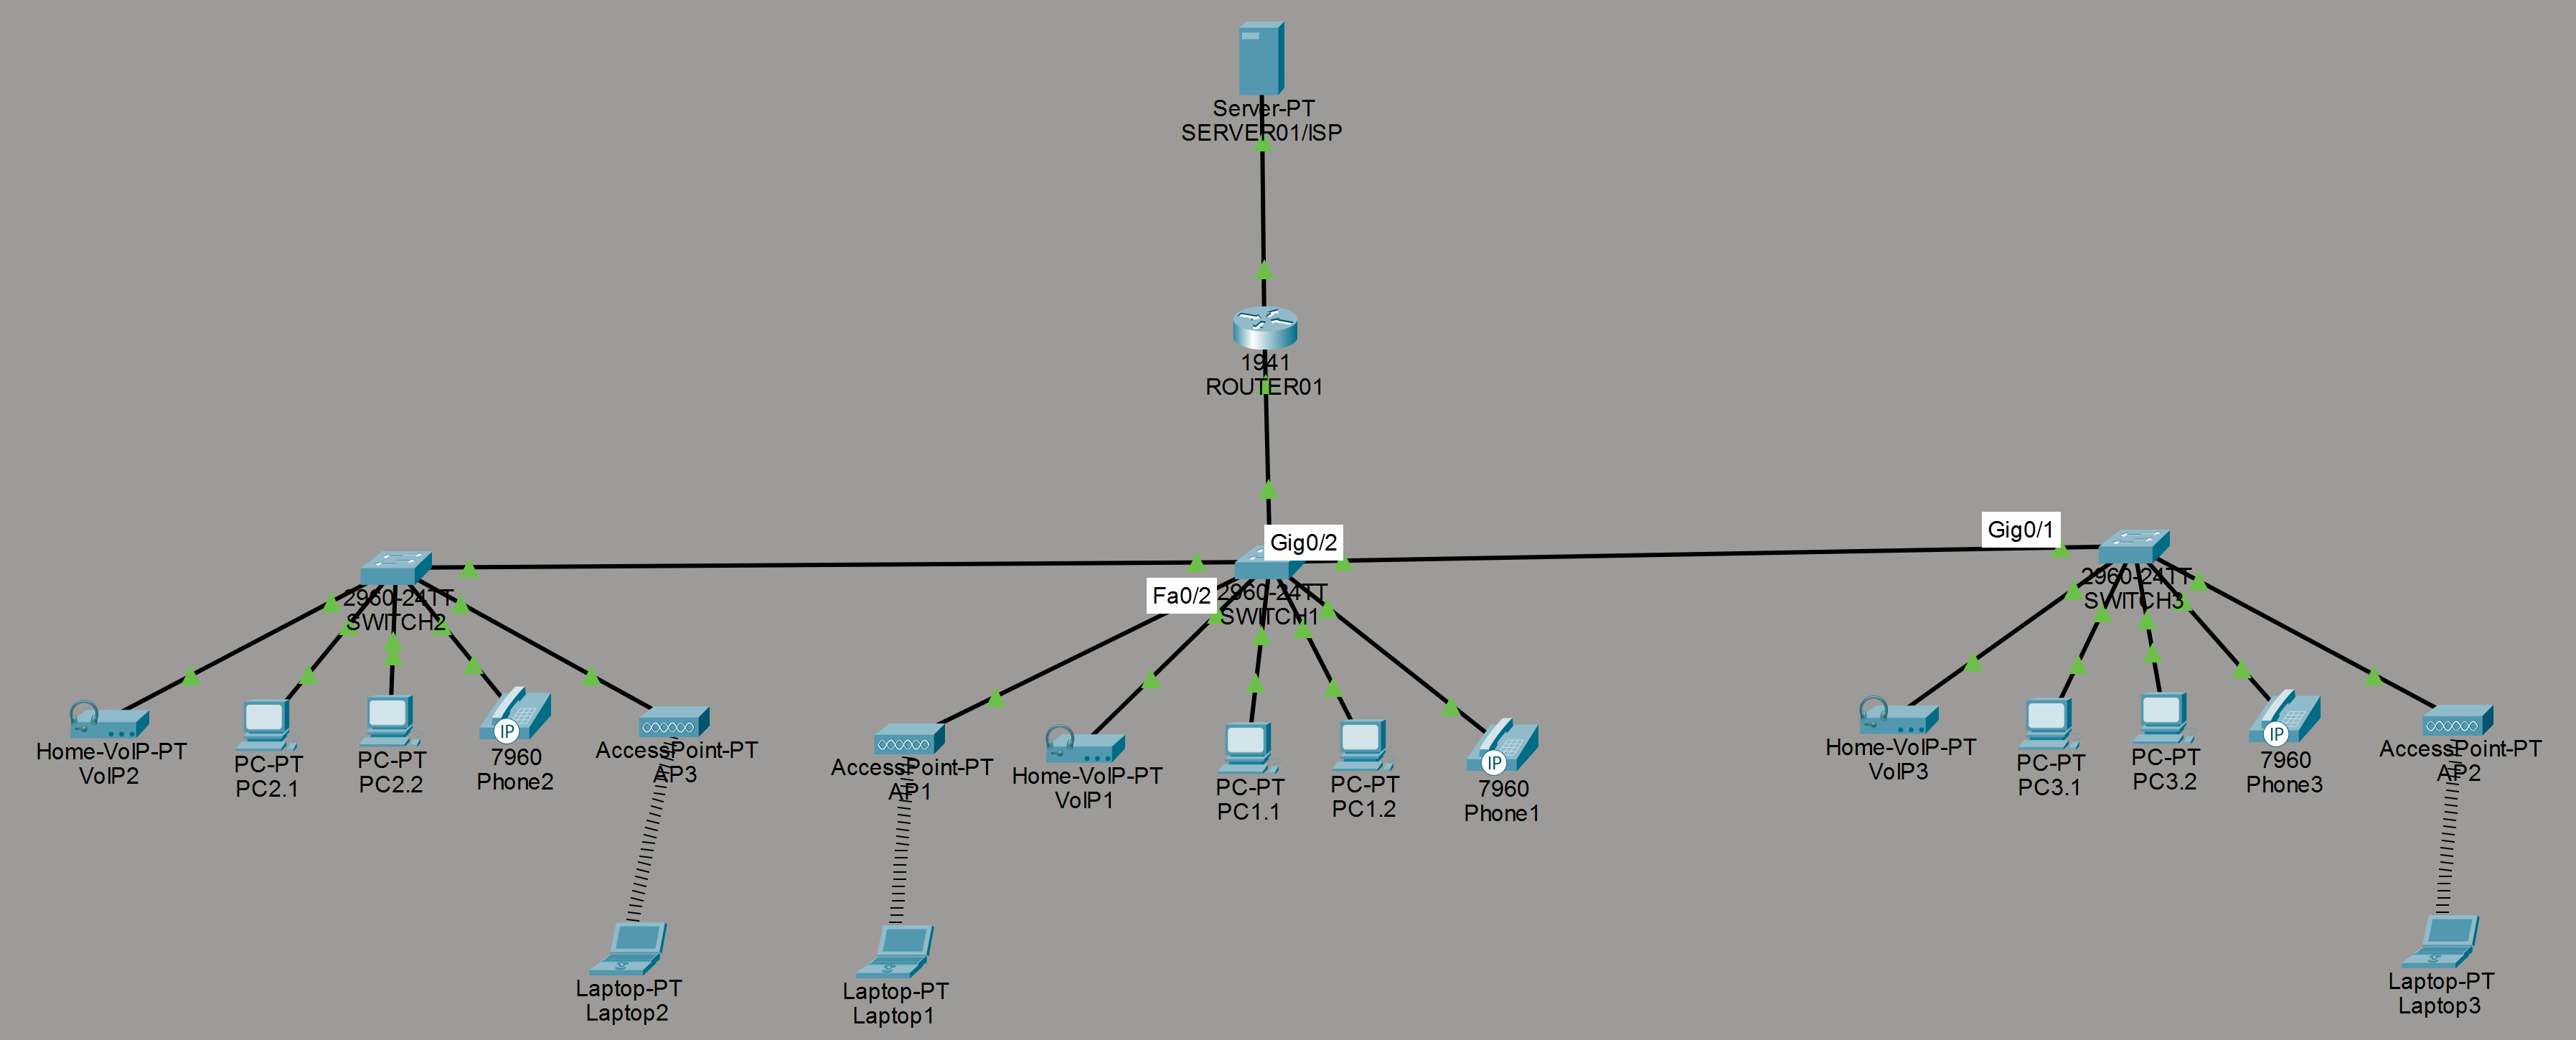 Server-PT
SERVER01/ISP
1941
ROUTER01
Gig0/2
Gig0/1
Fa0/2
2960-24TT
SWITCH2
2960-24TT
SWITCH1
2960-24TT
SWITCH3
Home-VoIP-PT
VoIP2
PC-PT
PC2.1
PC-PT
PC2.2
IP
7960
Phone2
AccessPoint-PT
AP3
AccessPoint-PT
AP1
Home-VoIP-PT
VoIP1
PC-PT
PC1.1
PC-PT
PC1.2
IP
7960
Phone1
Home-VoIP-PT
VoIP3
PC-PT
PC3.1
PC-PT
PC3.2
IP
7960
Phone3
AccessPoint-PT
AP2
Laptop-PT
Laptop2
Laptop-PT
Laptop1
Laptop-PT
Laptop3